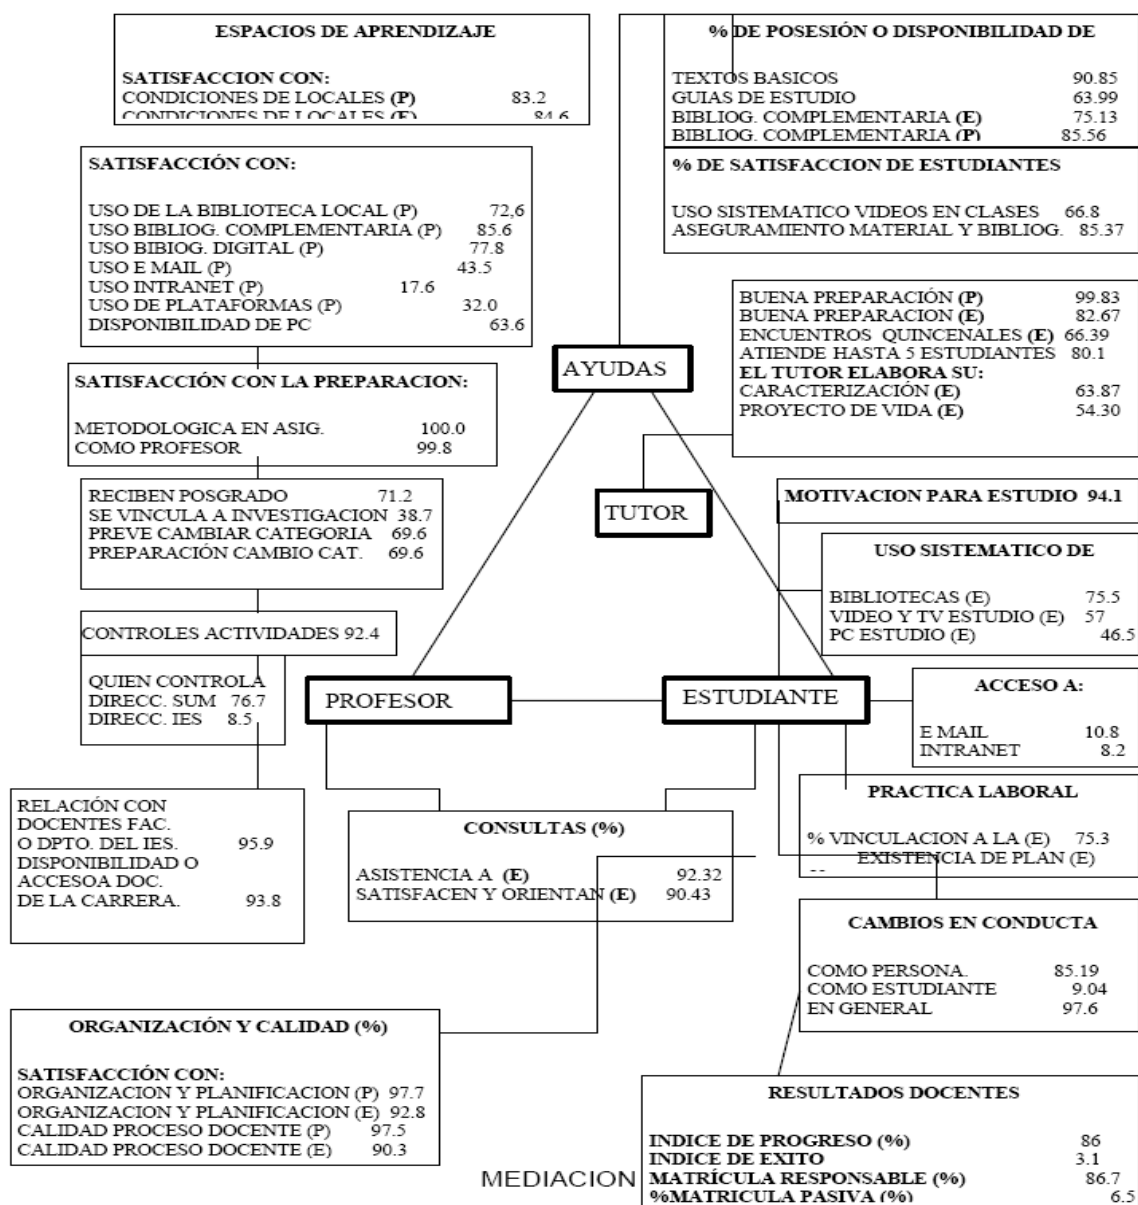 ESPACIOS DE APRENDIZAJE
SATISFACCION CON:
CONDICIONES DE LOCALES (P) 83.2
CONDICIONES DE LOCALES (E) 84.6
% DE POSESIÓN O DISPONIBILIDAD DE
TEXTOS BASICOS 90.85
GUIAS DE ESTUDIO 63.99
BIBLIOG. COMPLEMENTARIA (E) 75.13
BIBLIOG. COMPLEMENTARIA (P) 85.56
% DE SATISFACCION DE ESTUDIANTES
USO SISTEMATICO VIDEOS EN CLASES 66.8
ASEGURAMIENTO MATERIAL Y BIBLIOG. 85.37
SATISFACCIÓN CON:
USO DE LA BIBLIOTECA LOCAL (P) 72,6
USO BIBLIOG. COMPLEMENTARIA (P) 85.6
USO BIBIOG. DIGITAL (P) 77.8
USO E MAIL (P) 43.5
USO INTRANET (P) 17.6
USO DE PLATAFORMAS (P) 32.0
DISPONIBILIDAD DE PC 63.6
BUENA PREPARACIÓN (P) 99.83
BUENA PREPARACION (E) 82.67
ENCUENTROS QUINCENALES (E) 66.39
ATIENDE HASTA 5 ESTUDIANTES 80.1
EL TUTOR ELABORA SU:
CARACTERIZACIÓN (E) 63.87
PROYECTO DE VIDA (E) 54.30
AYUDAS
SATISFACCIÓN CON LA PREPARACION:
METODOLOGICA EN ASIG. 100.0
COMO PROFESOR 99.8
TUTOR
RECIBEN POSGRADO 71.2
SE VINCULA A INVESTIGACION 38.7
PREVE CAMBIAR CATEGORIA 69.6
PREPARACIÓN CAMBIO CAT. 69.6
MOTIVACION PARA ESTUDIO 94.1
USO SISTEMATICO DE
BIBLIOTECAS (E) 75.5
VIDEO Y TV ESTUDIO (E) 57
PC ESTUDIO (E) 46.5
CONTROLES ACTIVIDADES 92.4
QUIEN CONTROLA
DIRECC. SUM 76.7
DIRECC. IES 8.5
PROFESOR
ESTUDIANTE
ACCESO A:
E MAIL 10.8
INTRANET 8.2
RELACIÓN CON
DOCENTES FAC.
O DPTO. DEL IES. 95.9
DISPONIBILIDAD O
ACCESOA DOC.
DE LA CARRERA. 93.8
CONSULTAS (%)
ASISTENCIA A (E) 92.32
SATISFACEN Y ORIENTAN (E) 90.43
PRACTICA LABORAL
% VINCULACION A LA (E) 75.3
EXISTENCIA DE PLAN (E)
CAMBIOS EN CONDUCTA
COMO PERSONA. 85.19
COMO ESTUDIANTE 9.04
EN GENERAL 97.6
ORGANIZACIÓN Y CALIDAD (%)
SATISFACCIÓN CON:
ORGANIZACION Y PLANIFICACION (P) 97.7
ORGANIZACION Y PLANIFICACION (E) 92.8
CALIDAD PROCESO DOCENTE (P) 97.5
CALIDAD PROCESO DOCENTE (E) 90.3
RESULTADOS DOCENTES
INDICE DE PROGRESO (%) 86
INDICE DE EXITO 3.1
MATRÍCULA RESPONSABLE (%) 86.7
%MATRICULA PASIVA (%) 6.5
MEDIACION